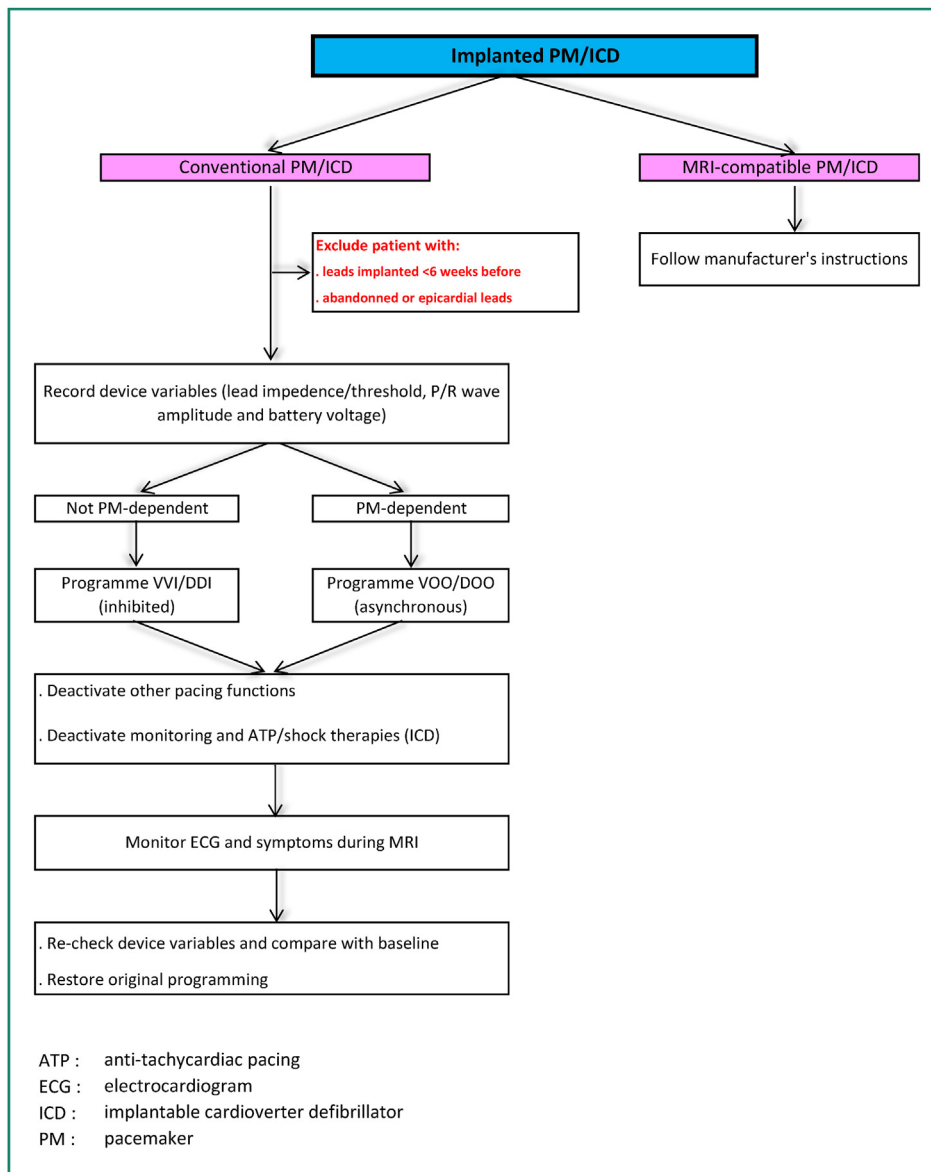 Implanted PM/ICD
Conventional PM/ICD
MRI-compatible PM/ICD
Exclude patient with:
. leads implanted <6 weeks before
. abandonned or epicardial leads
Follow manufacturer's instructions
Record device variables (lead impedence/threshold, P/R wave
amplitude and battery voltage)
Not PM-dependent
PM-dependent
Programme VVI/DDI
(inhibited)
Programme VOO/DOO
(asynchronous)
. Deactivate other pacing functions
. Deactivate monitoring and ATP/shock therapies (ICD)
Monitor ECG and symptoms during MRI
. Re-check device variables and compare with baseline
. Restore original programming
ATP : anti-tachycardiac pacing
ECG : electrocardiogram
ICD : implantable cardioverter defibrillator
PM : pacemaker